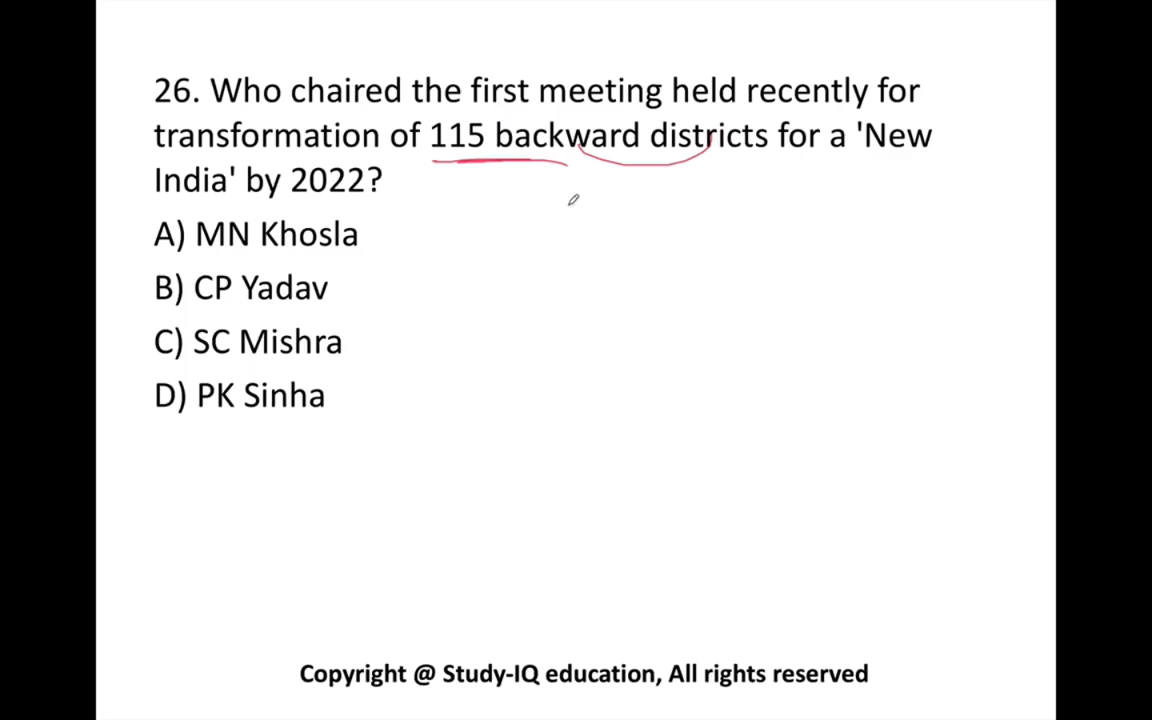 26. Who chaired the first meeting held recently for
transformation of 115 backward districts for a 'New
India' by 2022?
A) MN Khosla
B) CP Yadav
C) SC Mishra
D) PK Sinha
Copyright @ Study-IQ education, All rights reserved